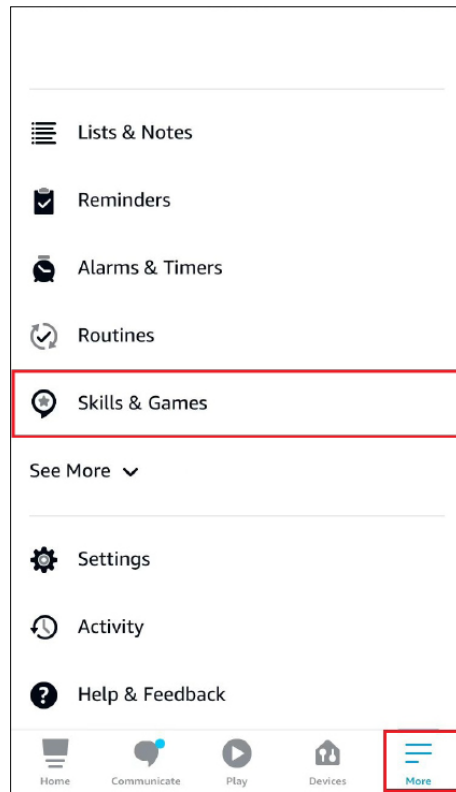 Lists & Notes
Reminders
Alarms & Timers
Routines
Skills & Games
See More
Settings
Activity
Help & Feedback
Home Communicate Play Devices More